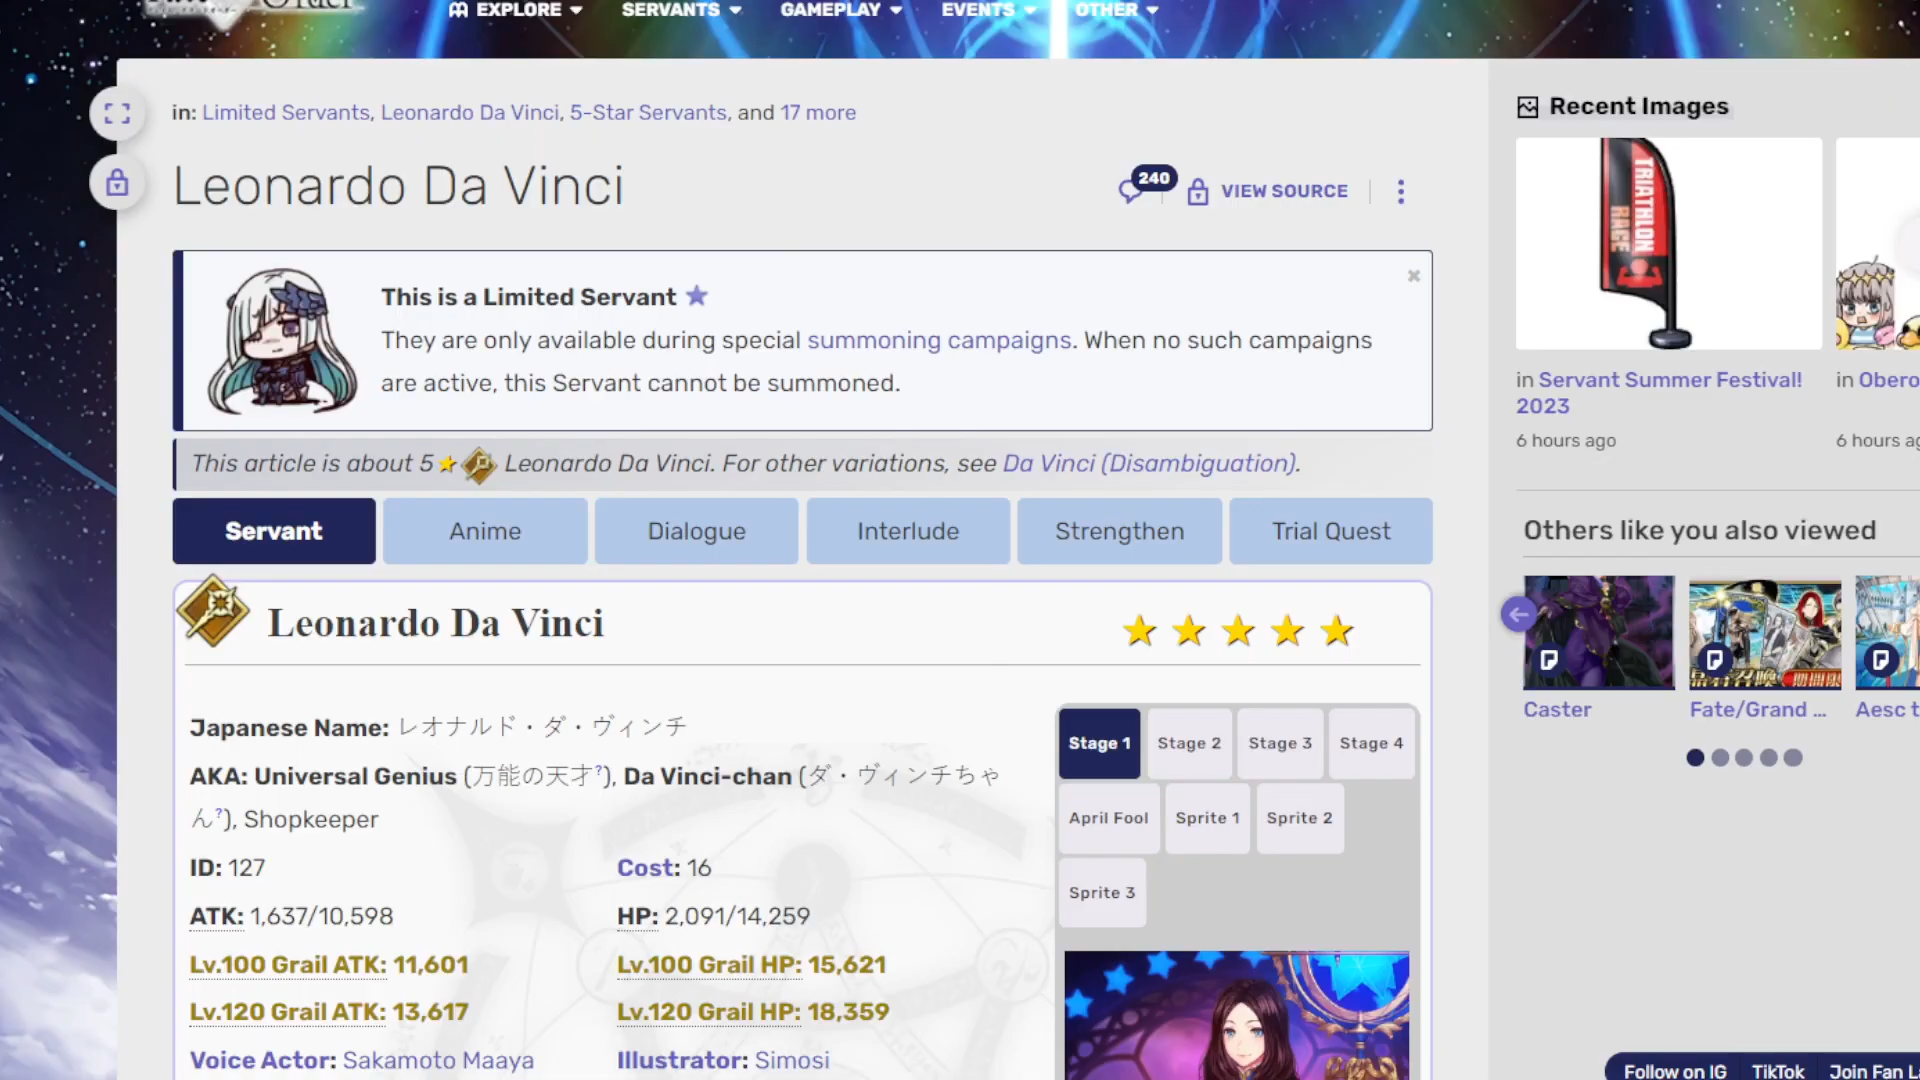 EXPLORE SERVANTS GAMEPLAY EVENTS OTHER
in: Limited Servants, Leonardo Da Vinci, 5-Star Servants, and 17 more
Leonardo Da Vinci
240
VIEW SOURCE
This is a Limited Servant
They are only available during special summoning campaigns. When no such campaigns
are active, this Servant cannot be summoned.
This article is about 5 Leonardo Da Vinci. For other variations, see Da Vinci (Disambiguation).
Servant Anime Dialogue Interlude Strengthen Trial Quest
Leonardo Da Vinci
Japanese Name: レオナルド・ダ・ヴィンチ
AKA: Universal Genius (万能の天才?), Da Vinci-chan (ダ・ヴィンチちゃ
ん?), Shopkeeper
ID: 127
Cost: 16
ATK: 1,637/10,598
HP: 2,091/14,259
Lv.100 Grail ATK: 11,601
Lv.100 Grail HP: 15,621
Lv.120 Grail ATK: 13,617
Lv.120 Grail HP: 18,359
Voice Actor: Sakamoto Maaya
Illustrator: Simosi
Stage 1 Stage 2 Stage 3 Stage 4
April Fool Sprite 1 Sprite 2
Sprite 3
Recent Images
TRIATHLON
RACE
in Servant Summer Festival!
2023
6 hours ago
in Obero
6 hours ag
Others like you also viewed
Caster
Fate/Grand ...
Aesc t
Follow on IG TikTok Join Fan La